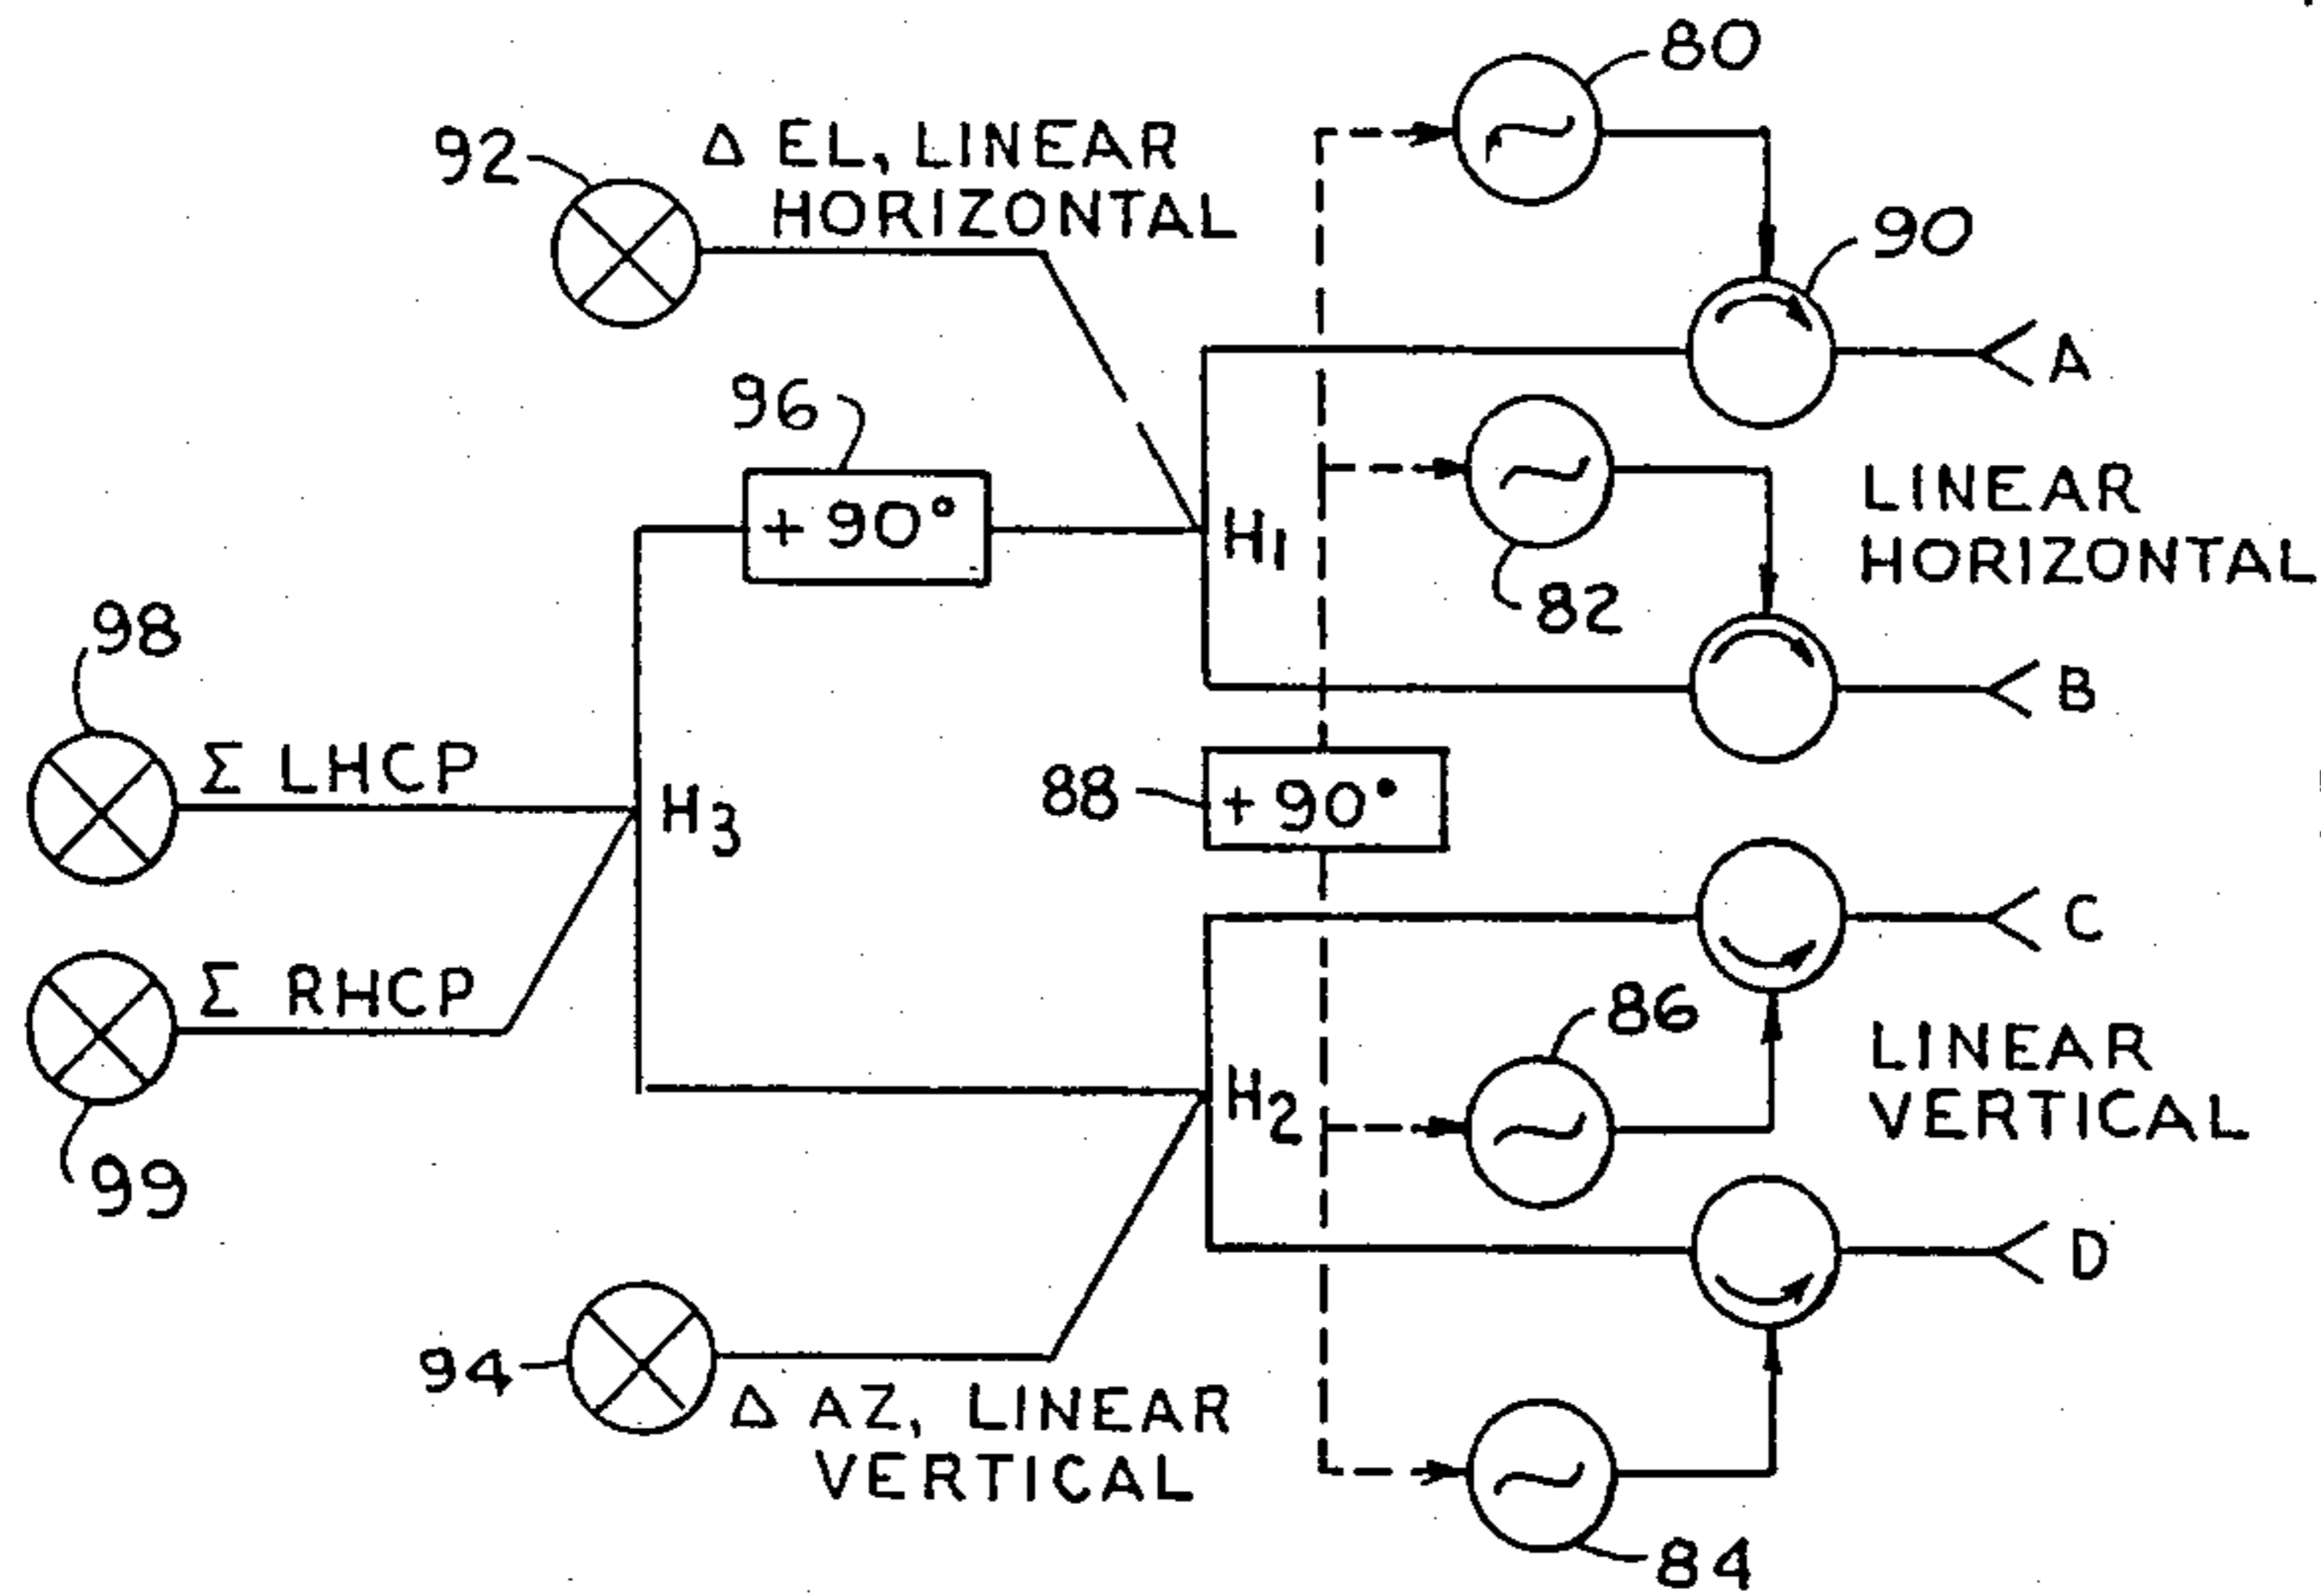 80
92
Δ EL, LINEAR
HORIZONTAL
90
A
96
+ 90°
H1
LINEAR
HORIZONTAL
82
98
B
Σ LHCP
H3
88
+ 90°
C
Σ RHCP
86
LINEAR
VERTICAL
H2
99
D
94
Δ AZ, LINEAR
VERTICAL
84